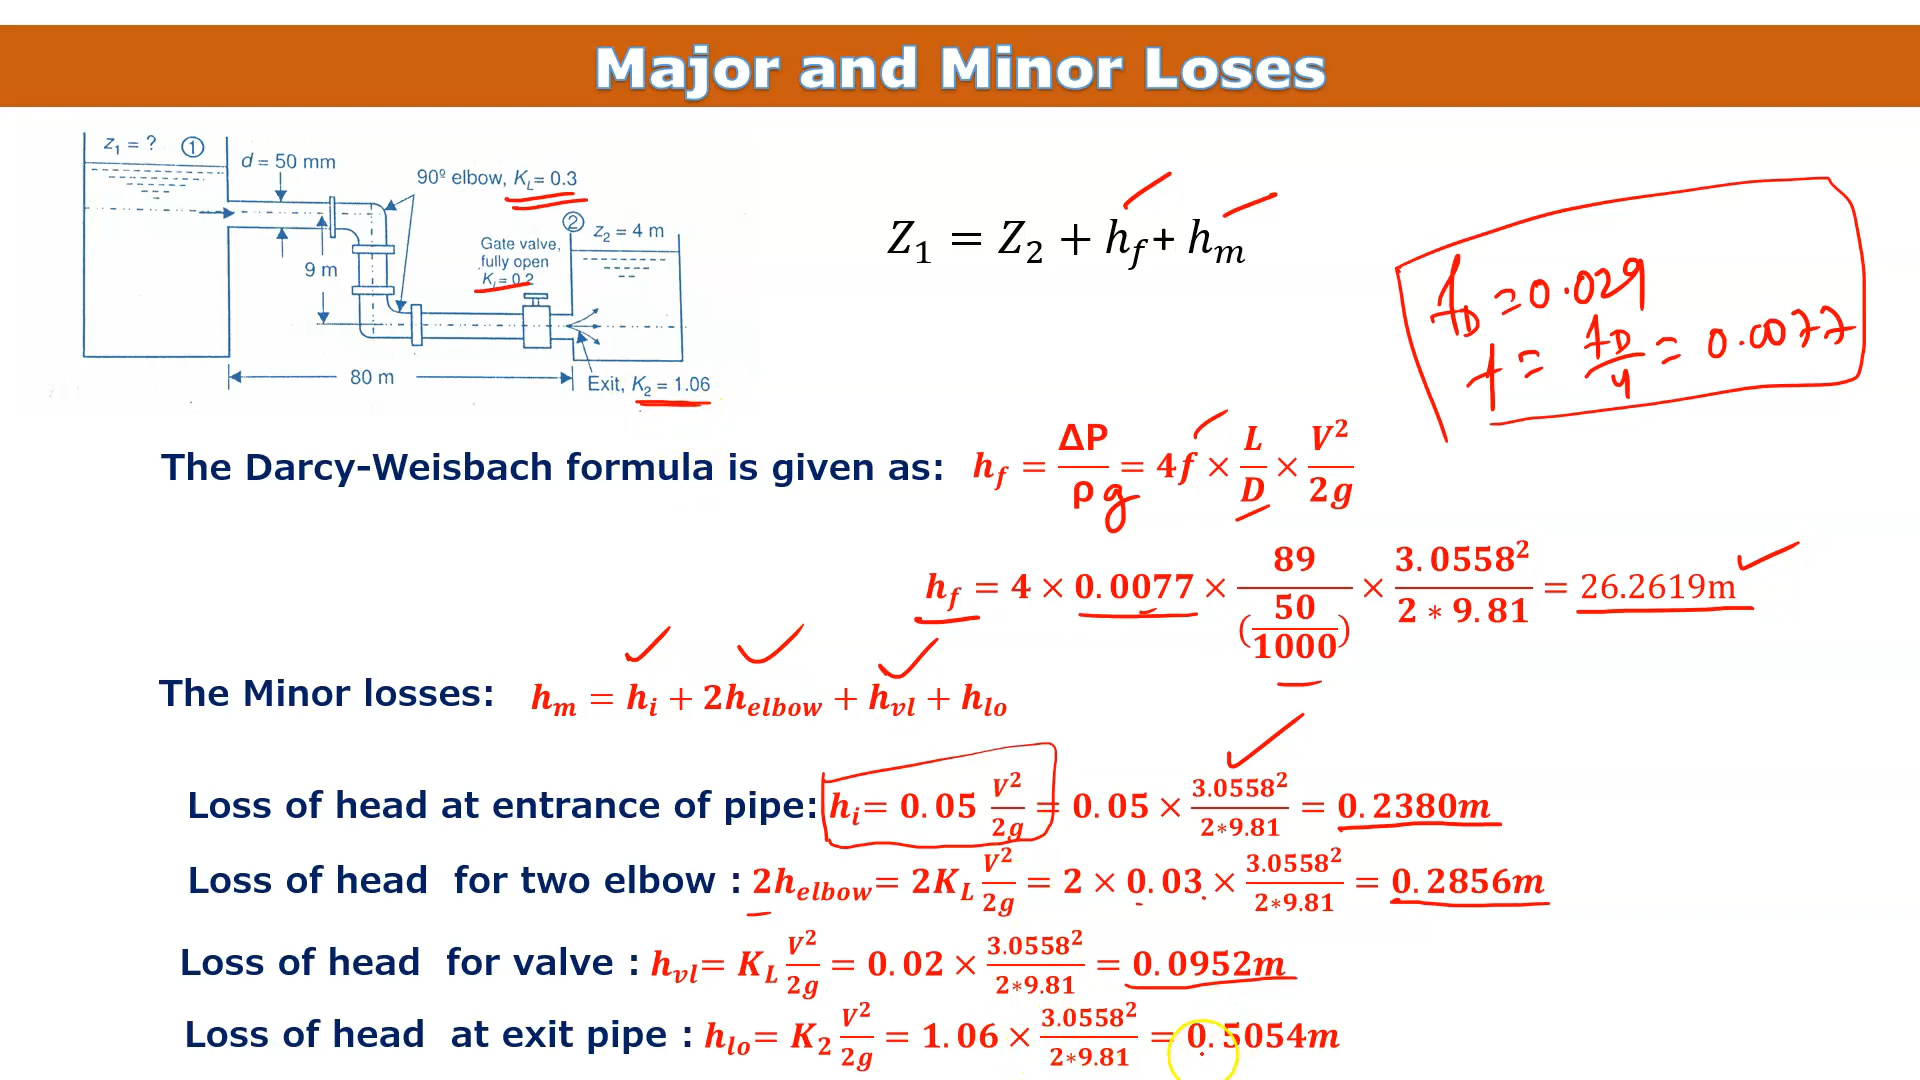 Major and Minor Loses
z₁ = ? ①
d = 50 mm
90º elbow, K_L = 0.3
②
z₂ = 4 m
Gate valve,
fully open
K_L = 0.2
9 m
80 m
Exit, K₂ = 1.06
Z₁ = Z₂ + h_f + h_m
f_D = 0.029
f = f_D/4 = 0.0077
The Darcy-Weisbach formula is given as: h_f = ΔP/ρg = 4f × L/D × V²/2g
h_f = 4 × 0.0077 × 89/(50/1000) × 3.0558²/2 * 9.81 = 26.2619m
The Minor losses: h_m = h_i + 2h_elbow + h_vl + h_lo
Loss of head at entrance of pipe: h_i = 0.05 V²/2g = 0.05 × 3.0558²/2*9.81 = 0.2380m
Loss of head for two elbow : 2h_elbow = 2K_L V²/2g = 2 × 0.03 × 3.0558²/2*9.81 = 0.2856m
Loss of head for valve : h_vl = K_L V²/2g = 0.02 × 3.0558²/2*9.81 = 0.0952m
Loss of head at exit pipe : h_lo = K₂ V²/2g = 1.06 × 3.0558²/2*9.81 = 0.5054m